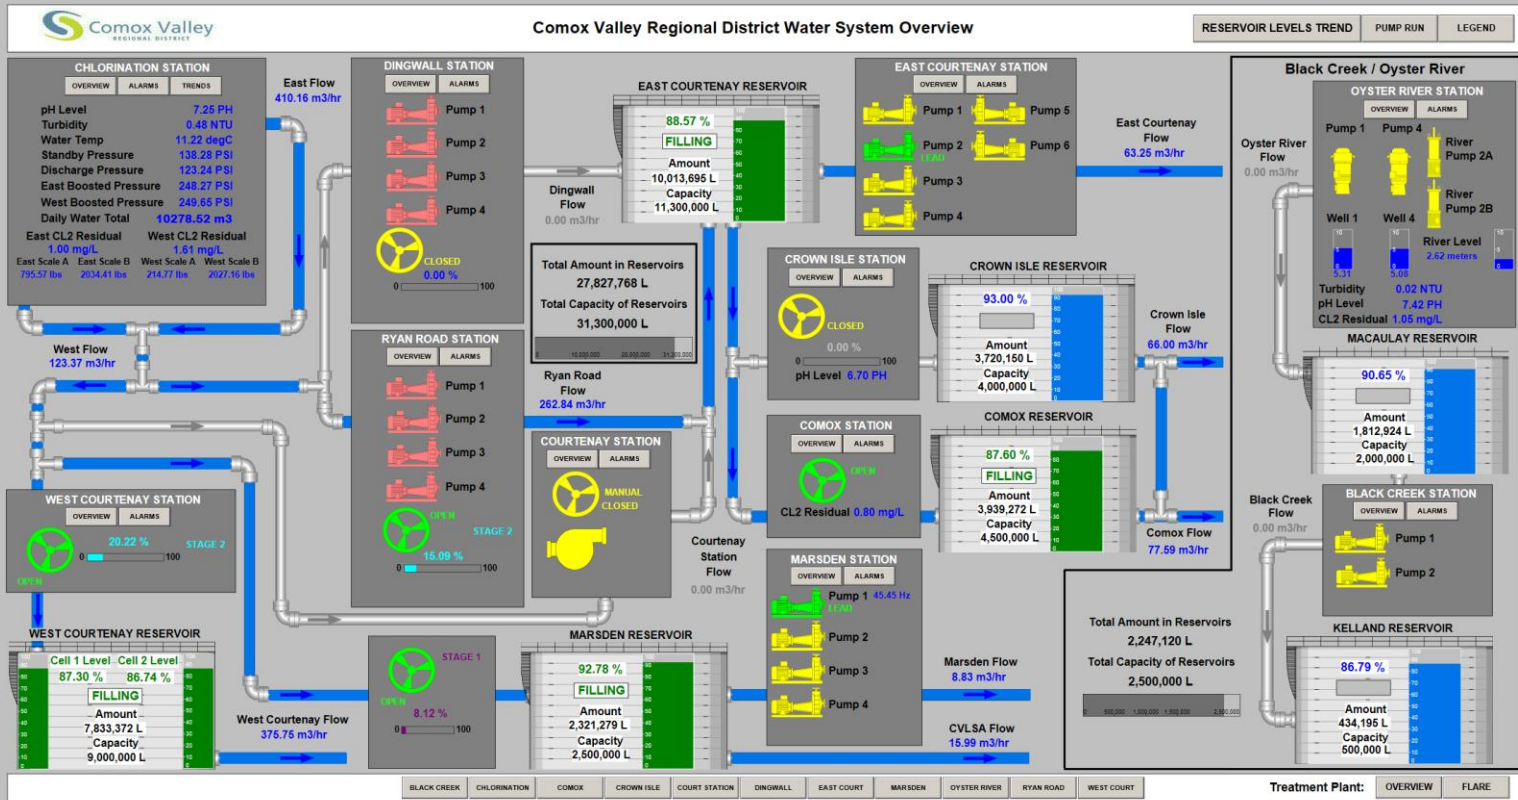 Comox Valley
REGIONAL DISTRICT
Comox Valley Regional District Water System Overview
RESERVOIR LEVELS TREND
PUMP RUN
LEGEND
CHLORINATION STATION
OVERVIEW
ALARMS
TRENDS
pH Level 7.25 PH
Turbidity 0.48 NTU
Water Temp 11.22 degC
Standby Pressure 138.28 PSI
Discharge Pressure 123.24 PSI
East Boosted Pressure 248.27 PSI
West Boosted Pressure 249.65 PSI
Daily Water Total 10278.52 m3
East CL2 Residual West CL2 Residual
1.00 mg/L 1.61 mg/L
East Scale A East Scale B West Scale A West Scale B
795.57 lbs 2034.41 lbs 214.77 lbs 2027.16 lbs
East Flow
410.16 m3/hr
West Flow
123.37 m3/hr
DINGWALL STATION
OVERVIEW
ALARMS
Pump 1
Pump 2
Pump 3
Pump 4
CLOSED
0.00 %
0 100
Dingwall
Flow
0.00 m3/hr
RYAN ROAD STATION
OVERVIEW
ALARMS
Pump 1
Pump 2
Pump 3
Pump 4
OPEN
STAGE 2
15.09 %
0 100
Ryan Road
Flow
262.84 m3/hr
EAST COURTENAY RESERVOIR
88.57 %
FILLING
Amount
10,013,695 L
Capacity
11,300,000 L
Total Amount in Reservoirs
27,827,768 L
Total Capacity of Reservoirs
31,300,000 L
0 10,000,000 20,000,000 31,300,000
COURTENAY STATION
OVERVIEW
ALARMS
MANUAL
CLOSED
Courtenay
Station
Flow
0.00 m3/hr
EAST COURTENAY STATION
OVERVIEW
ALARMS
Pump 1 Pump 5
Pump 2 Pump 6
LEAD
Pump 3
Pump 4
East Courtenay
Flow
63.25 m3/hr
CROWN ISLE STATION
OVERVIEW
ALARMS
CLOSED
0.00 %
0 100
pH Level 6.70 PH
CROWN ISLE RESERVOIR
93.00 %
Amount
3,720,150 L
Capacity
4,000,000 L
Crown Isle
Flow
66.00 m3/hr
COMOX STATION
OVERVIEW
ALARMS
OPEN
CL2 Residual 0.80 mg/L
COMOX RESERVOIR
87.60 %
FILLING
Amount
3,939,272 L
Capacity
4,500,000 L
Comox Flow
77.59 m3/hr
WEST COURTENAY STATION
OVERVIEW
ALARMS
20.22 %
STAGE 2
0 100
OPEN
WEST COURTENAY RESERVOIR
Cell 1 Level Cell 2 Level
87.30 % 86.74 %
FILLING
Amount
7,833,372 L
Capacity
9,000,000 L
West Courtenay Flow
375.75 m3/hr
STAGE 1
OPEN
8.12 %
0 100
MARSDEN RESERVOIR
92.78 %
FILLING
Amount
2,321,279 L
Capacity
2,500,000 L
MARSDEN STATION
OVERVIEW
ALARMS
Pump 1 45.45 Hz
LEAD
Pump 2
Pump 3
Pump 4
Marsden Flow
8.83 m3/hr
CVLSA Flow
15.99 m3/hr
Black Creek / Oyster River
OYSTER RIVER STATION
OVERVIEW
ALARMS
Pump 1 Pump 4
River
Pump 2A
River
Pump 2B
Well 1 Well 4
River Level
2.62 meters
5.31 5.08
Turbidity 0.02 NTU
pH Level 7.42 PH
CL2 Residual 1.05 mg/L
Oyster River
Flow
0.00 m3/hr
MACAULAY RESERVOIR
90.65 %
Amount
1,812,924 L
Capacity
2,000,000 L
BLACK CREEK STATION
OVERVIEW
ALARMS
Pump 1
Pump 2
Black Creek
Flow
0.00 m3/hr
KELLAND RESERVOIR
86.79 %
Amount
434,195 L
Capacity
500,000 L
Total Amount in Reservoirs
2,247,120 L
Total Capacity of Reservoirs
2,500,000 L
0 500,000 1,000,000 1,500,000 2,500,000
BLACK CREEK
CHLORINATION
COMOX
CROWN ISLE
COURT STATION
DINGWALL
EAST COURT
MARSDEN
OYSTER RIVER
RYAN ROAD
WEST COURT
Treatment Plant:
OVERVIEW
FLARE